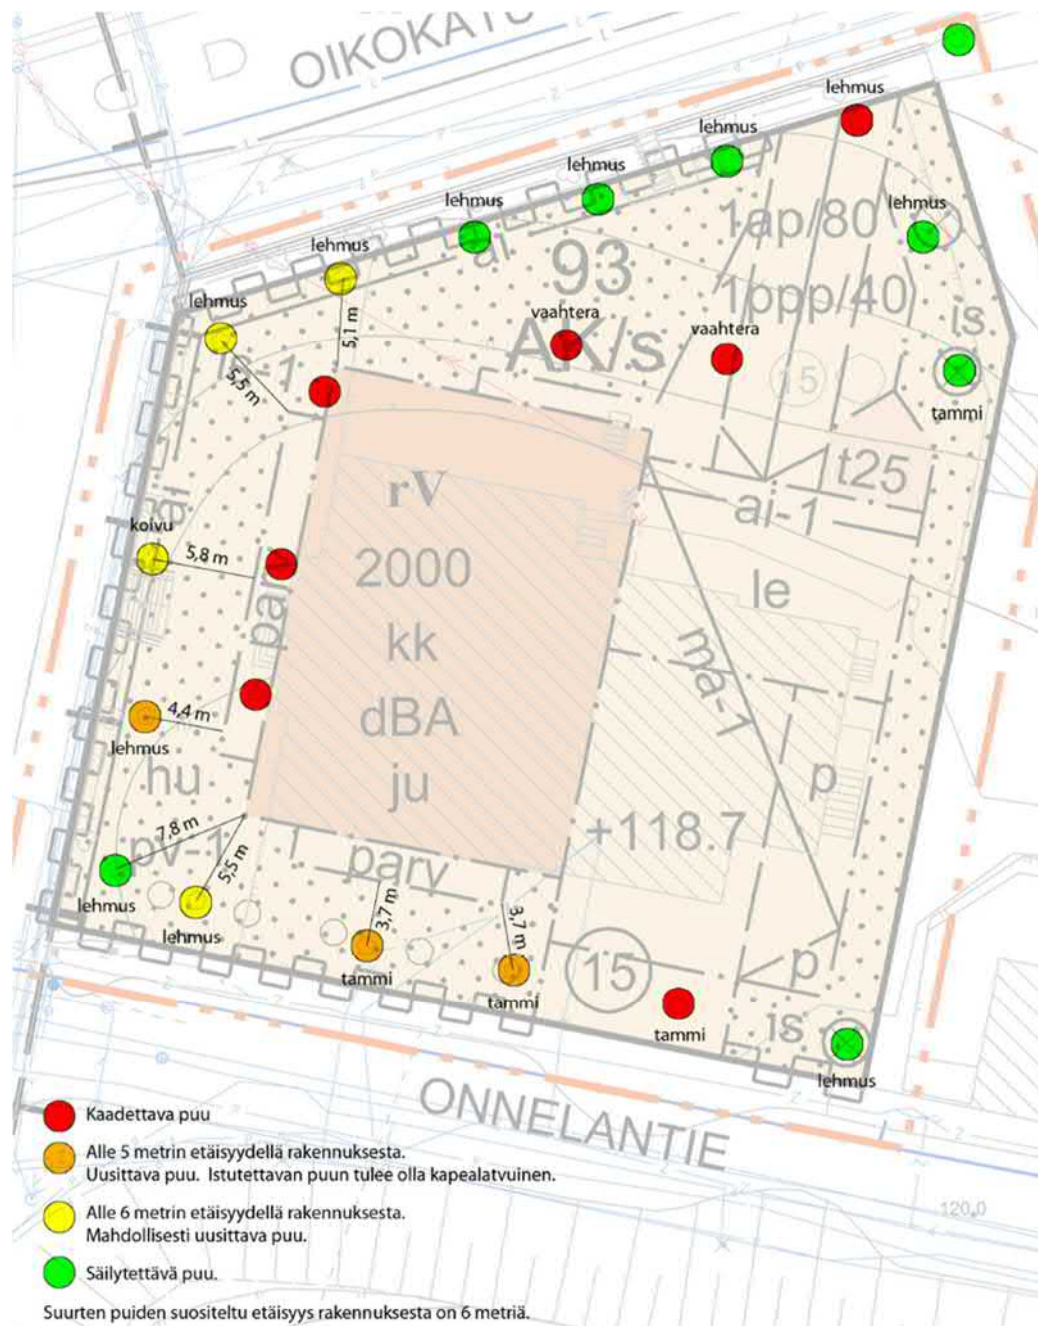 OIKOKATU
lehmus
lehmus
lehmus
lehmus
lehmus
lehmus
lehmus
1ap/80
ai
93
1ppp/40
is
5,1 m
vaahtera
vaahtera
AK/s
5,5 m
15
tammi
rV
t25
ai
ai-1
koivu
5,8 m
2000
le
kk
ma-1
4,4 m
lehmus
dBA
hu
ju
p
7,8 m
pv-1
5,5 m
parv
+118.7
lehmus
lehmus
3,7 m
3,7 m
15
p
tammi
tammi
tammi
is
lehmus
ONNELANTIE
Kaadettava puu
Alle 5 metrin etäisyydellä rakennuksesta.
Uusittava puu. Istutettavan puun tulee olla kapealatvuinen.
Alle 6 metrin etäisyydellä rakennuksesta.
Mahdollisesti uusittava puu.
120.0
Säilytettävä puu.
Suurten puiden suositeltu etäisyys rakennuksesta on 6 metriä.